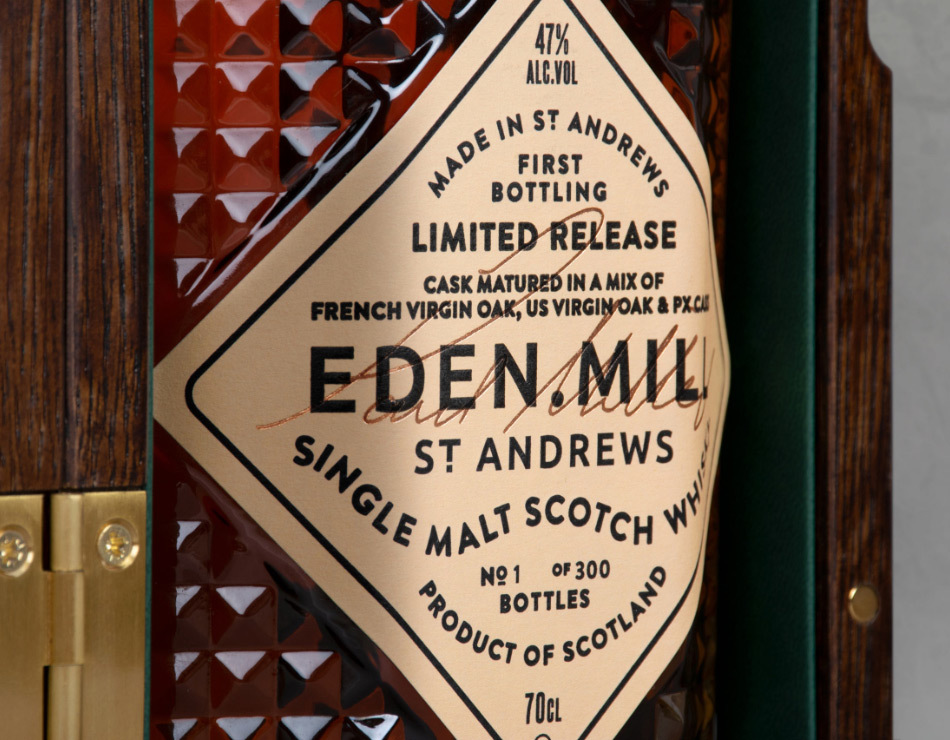 47%
ALC.VOL
MADE IN ST ANDREWS
FIRST
BOTTLING
LIMITED RELEASE
CASK MATURED IN A MIX OF
FRENCH VIRGIN OAK, US VIRGIN OAK & PX.
EDEN.MILL
ST ANDREWS
SINGLE MALT SCOTCH WHISKY
Nº 1 OF 300
BOTTLES
PRODUCT OF SCOTLAND
70CL